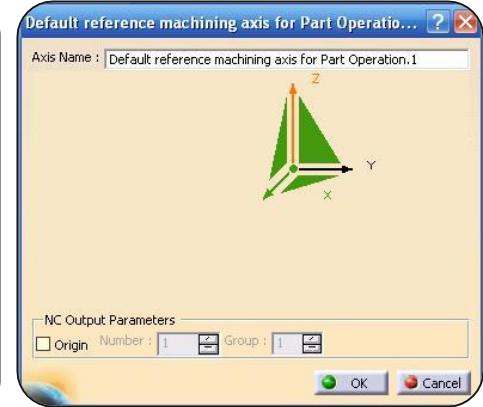 Default reference machining axis for Part Operatio... ?
Axis Name : Default reference machining axis for Part Operation.1
Z
Y
X
NC Output Parameters
Origin Number : 1 Group : 1
OK Cancel